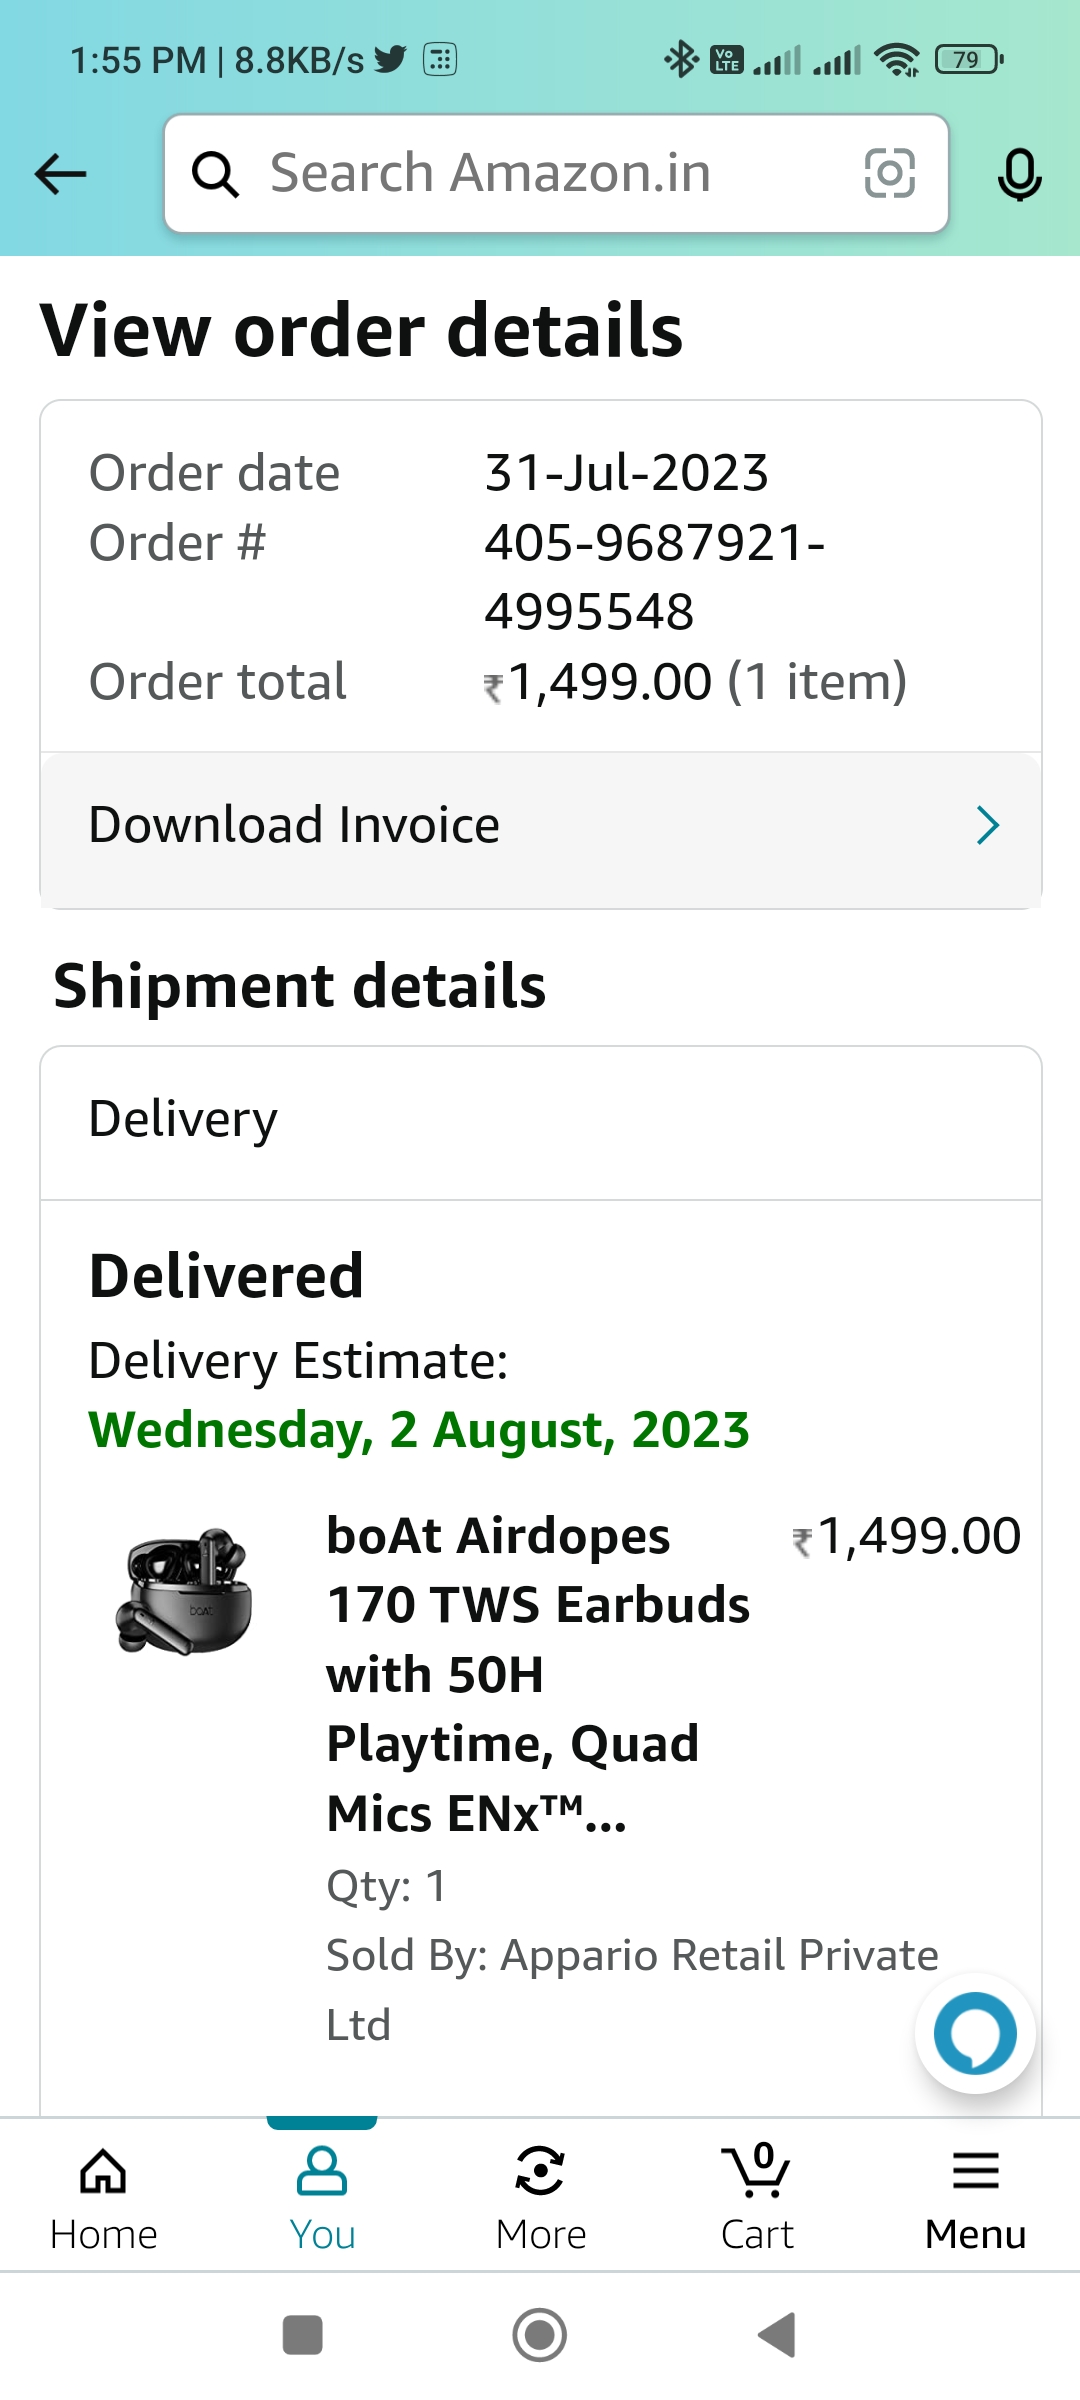 1:55 PM | 8.8KB/s
Vo LTE
79
Search Amazon.in
View order details
Order date 31-Jul-2023
Order # 405-9687921-
4995548
Order total ₹1,499.00 (1 item)
Download Invoice
Shipment details
Delivery
Delivered
Delivery Estimate:
Wednesday, 2 August, 2023
boAt Airdopes ₹1,499.00
170 TWS Earbuds
with 50H
Playtime, Quad
Mics ENx™...
boAt
Qty: 1
Sold By: Appario Retail Private
Ltd
0
Home You More Cart Menu